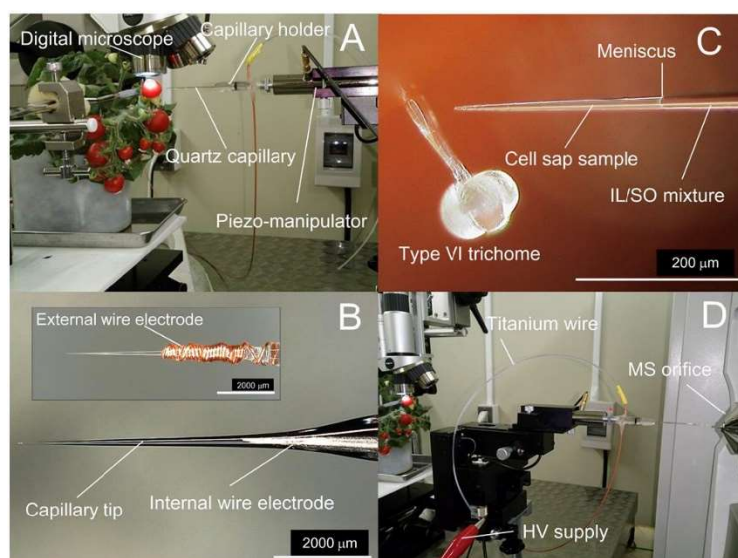 A
Digital microscope
Capillary holder
Quartz capillary
Piezo-manipulator
C
Meniscus
Cell sap sample
IL/SO mixture
Type VI trichome
200 μm
B
External wire electrode
2000 μm
Capillary tip
Internal wire electrode
2000 μm
D
Titanium wire
MS orifice
HV supply